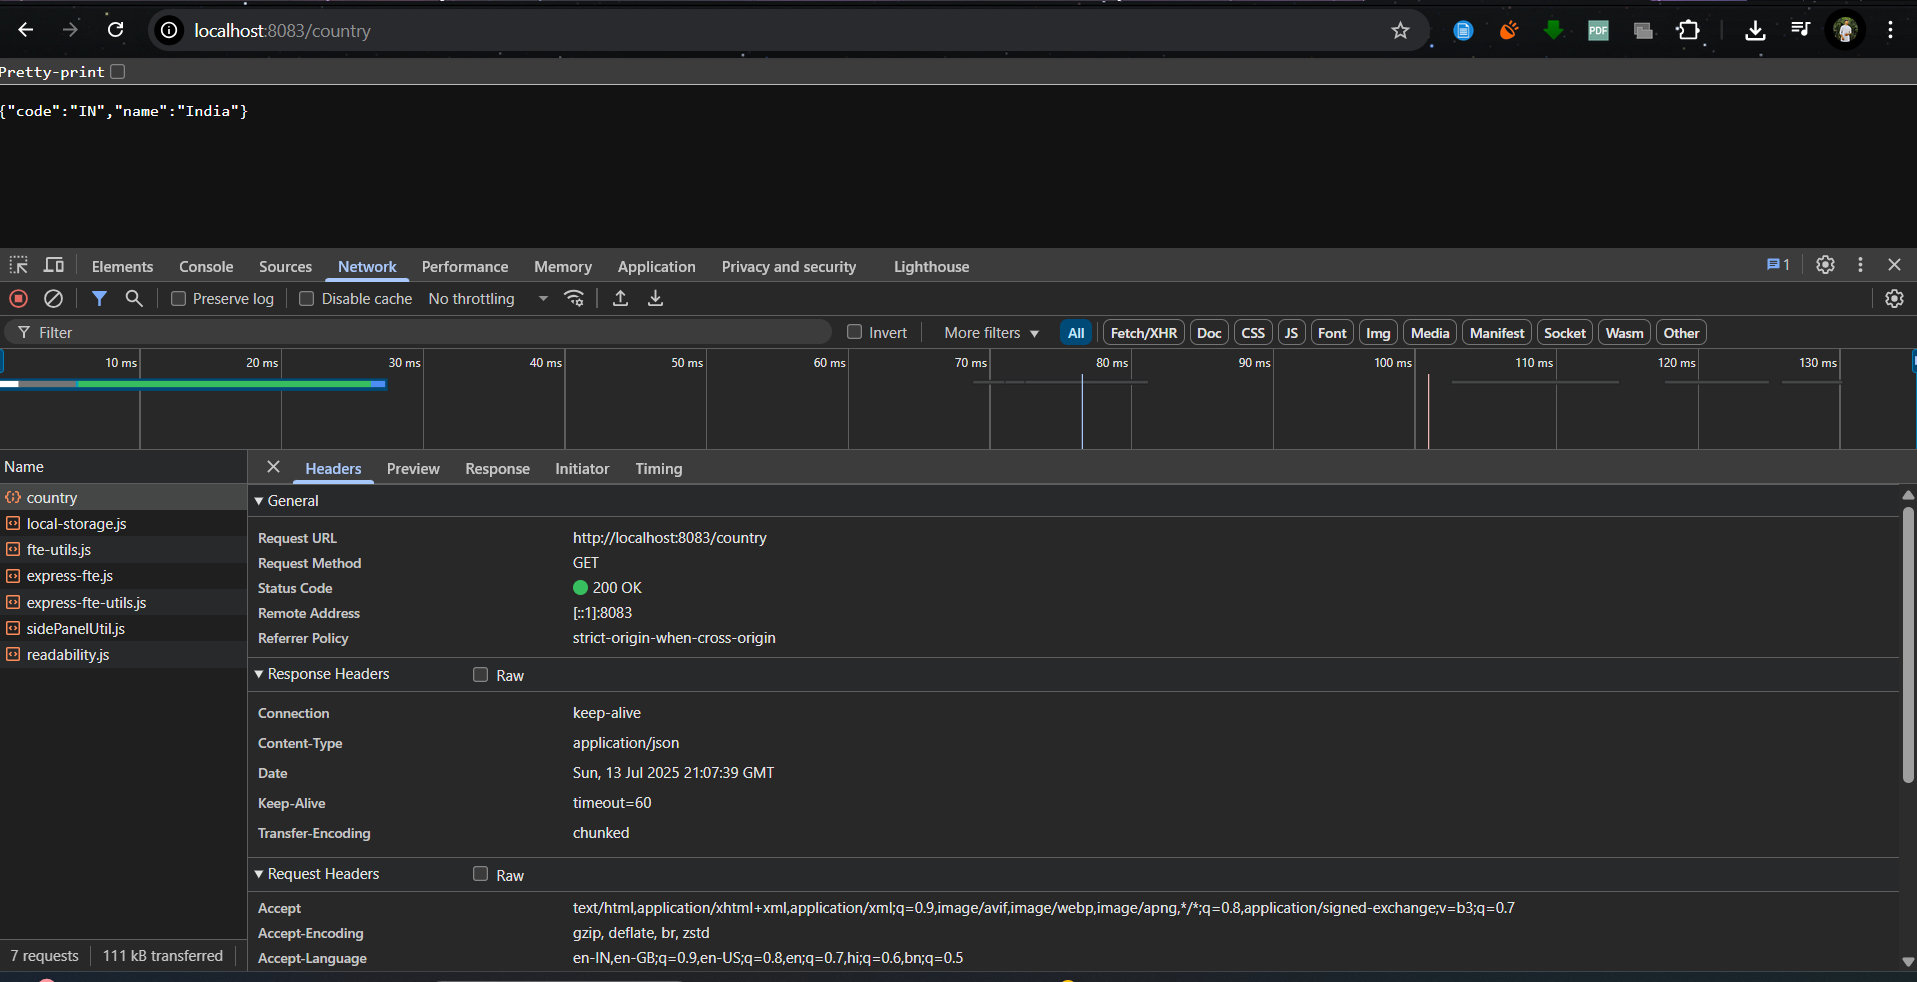 localhost:8083/country
PDF
Pretty-print
{"code":"IN","name":"India"}
Elements Console Sources Network Performance Memory Application Privacy and security Lighthouse 1
Preserve log Disable cache No throttling
Filter Invert More filters All Fetch/XHR Doc CSS JS Font Img Media Manifest Socket Wasm Other
10 ms 20 ms 30 ms 40 ms 50 ms 60 ms 70 ms 80 ms 90 ms 100 ms 110 ms 120 ms 130 ms
Name
country
local-storage.js
fte-utils.js
express-fte.js
express-fte-utils.js
sidePanelUtil.js
readability.js
7 requests 111 kB transferred
Headers Preview Response Initiator Timing
General
Request URL http://localhost:8083/country
Request Method GET
Status Code 200 OK
Remote Address [::1]:8083
Referrer Policy strict-origin-when-cross-origin
Response Headers Raw
Connection keep-alive
Content-Type application/json
Date Sun, 13 Jul 2025 21:07:39 GMT
Keep-Alive timeout=60
Transfer-Encoding chunked
Request Headers Raw
Accept text/html,application/xhtml+xml,application/xml;q=0.9,image/avif,image/webp,image/apng,*/*;q=0.8,application/signed-exchange;v=b3;q=0.7
Accept-Encoding gzip, deflate, br, zstd
Accept-Language en-IN,en-GB;q=0.9,en-US;q=0.8,en;q=0.7,hi;q=0.6,bn;q=0.5